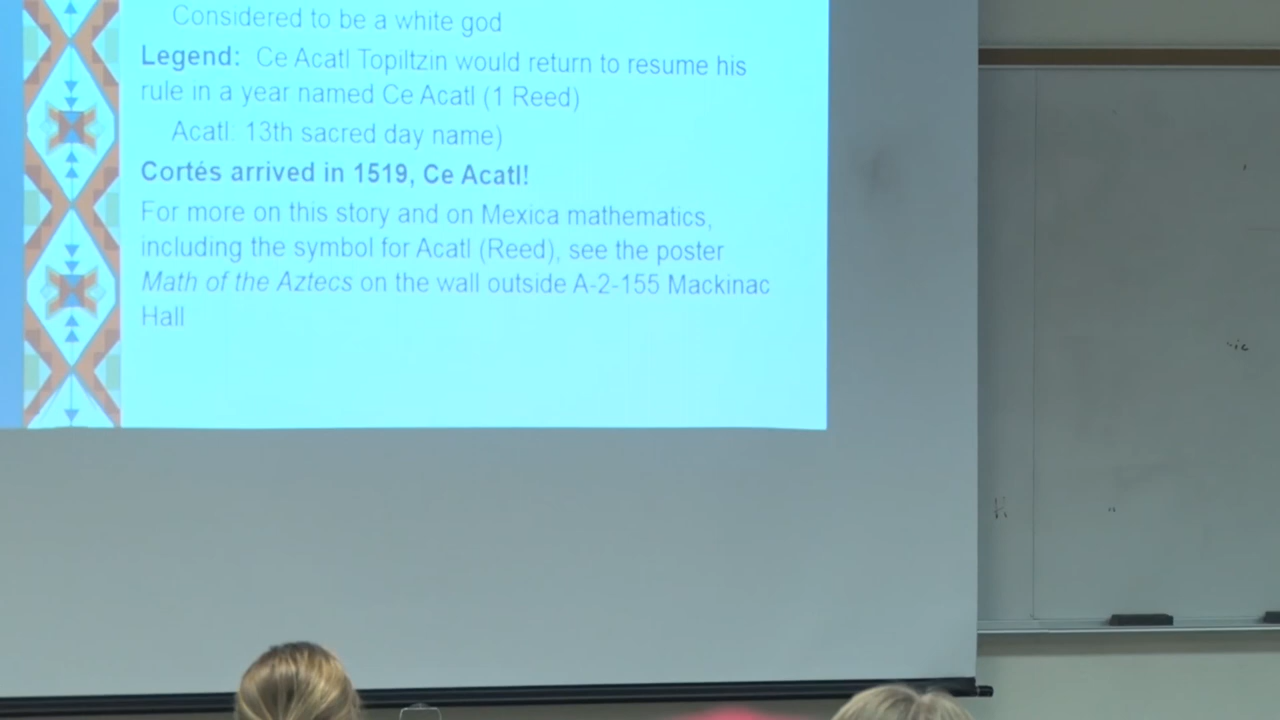 Considered to be a white god
Legend: Ce Acatl Topiltzin would return to resume his
rule in a year named Ce Acatl (1 Reed)
Acatl: 13th sacred day name)
Cortés arrived in 1519, Ce Acatl!
For more on this story and on Mexica mathematics,
including the symbol for Acatl (Reed), see the poster
Math of the Aztecs on the wall outside A-2-155 Mackinac
Hall